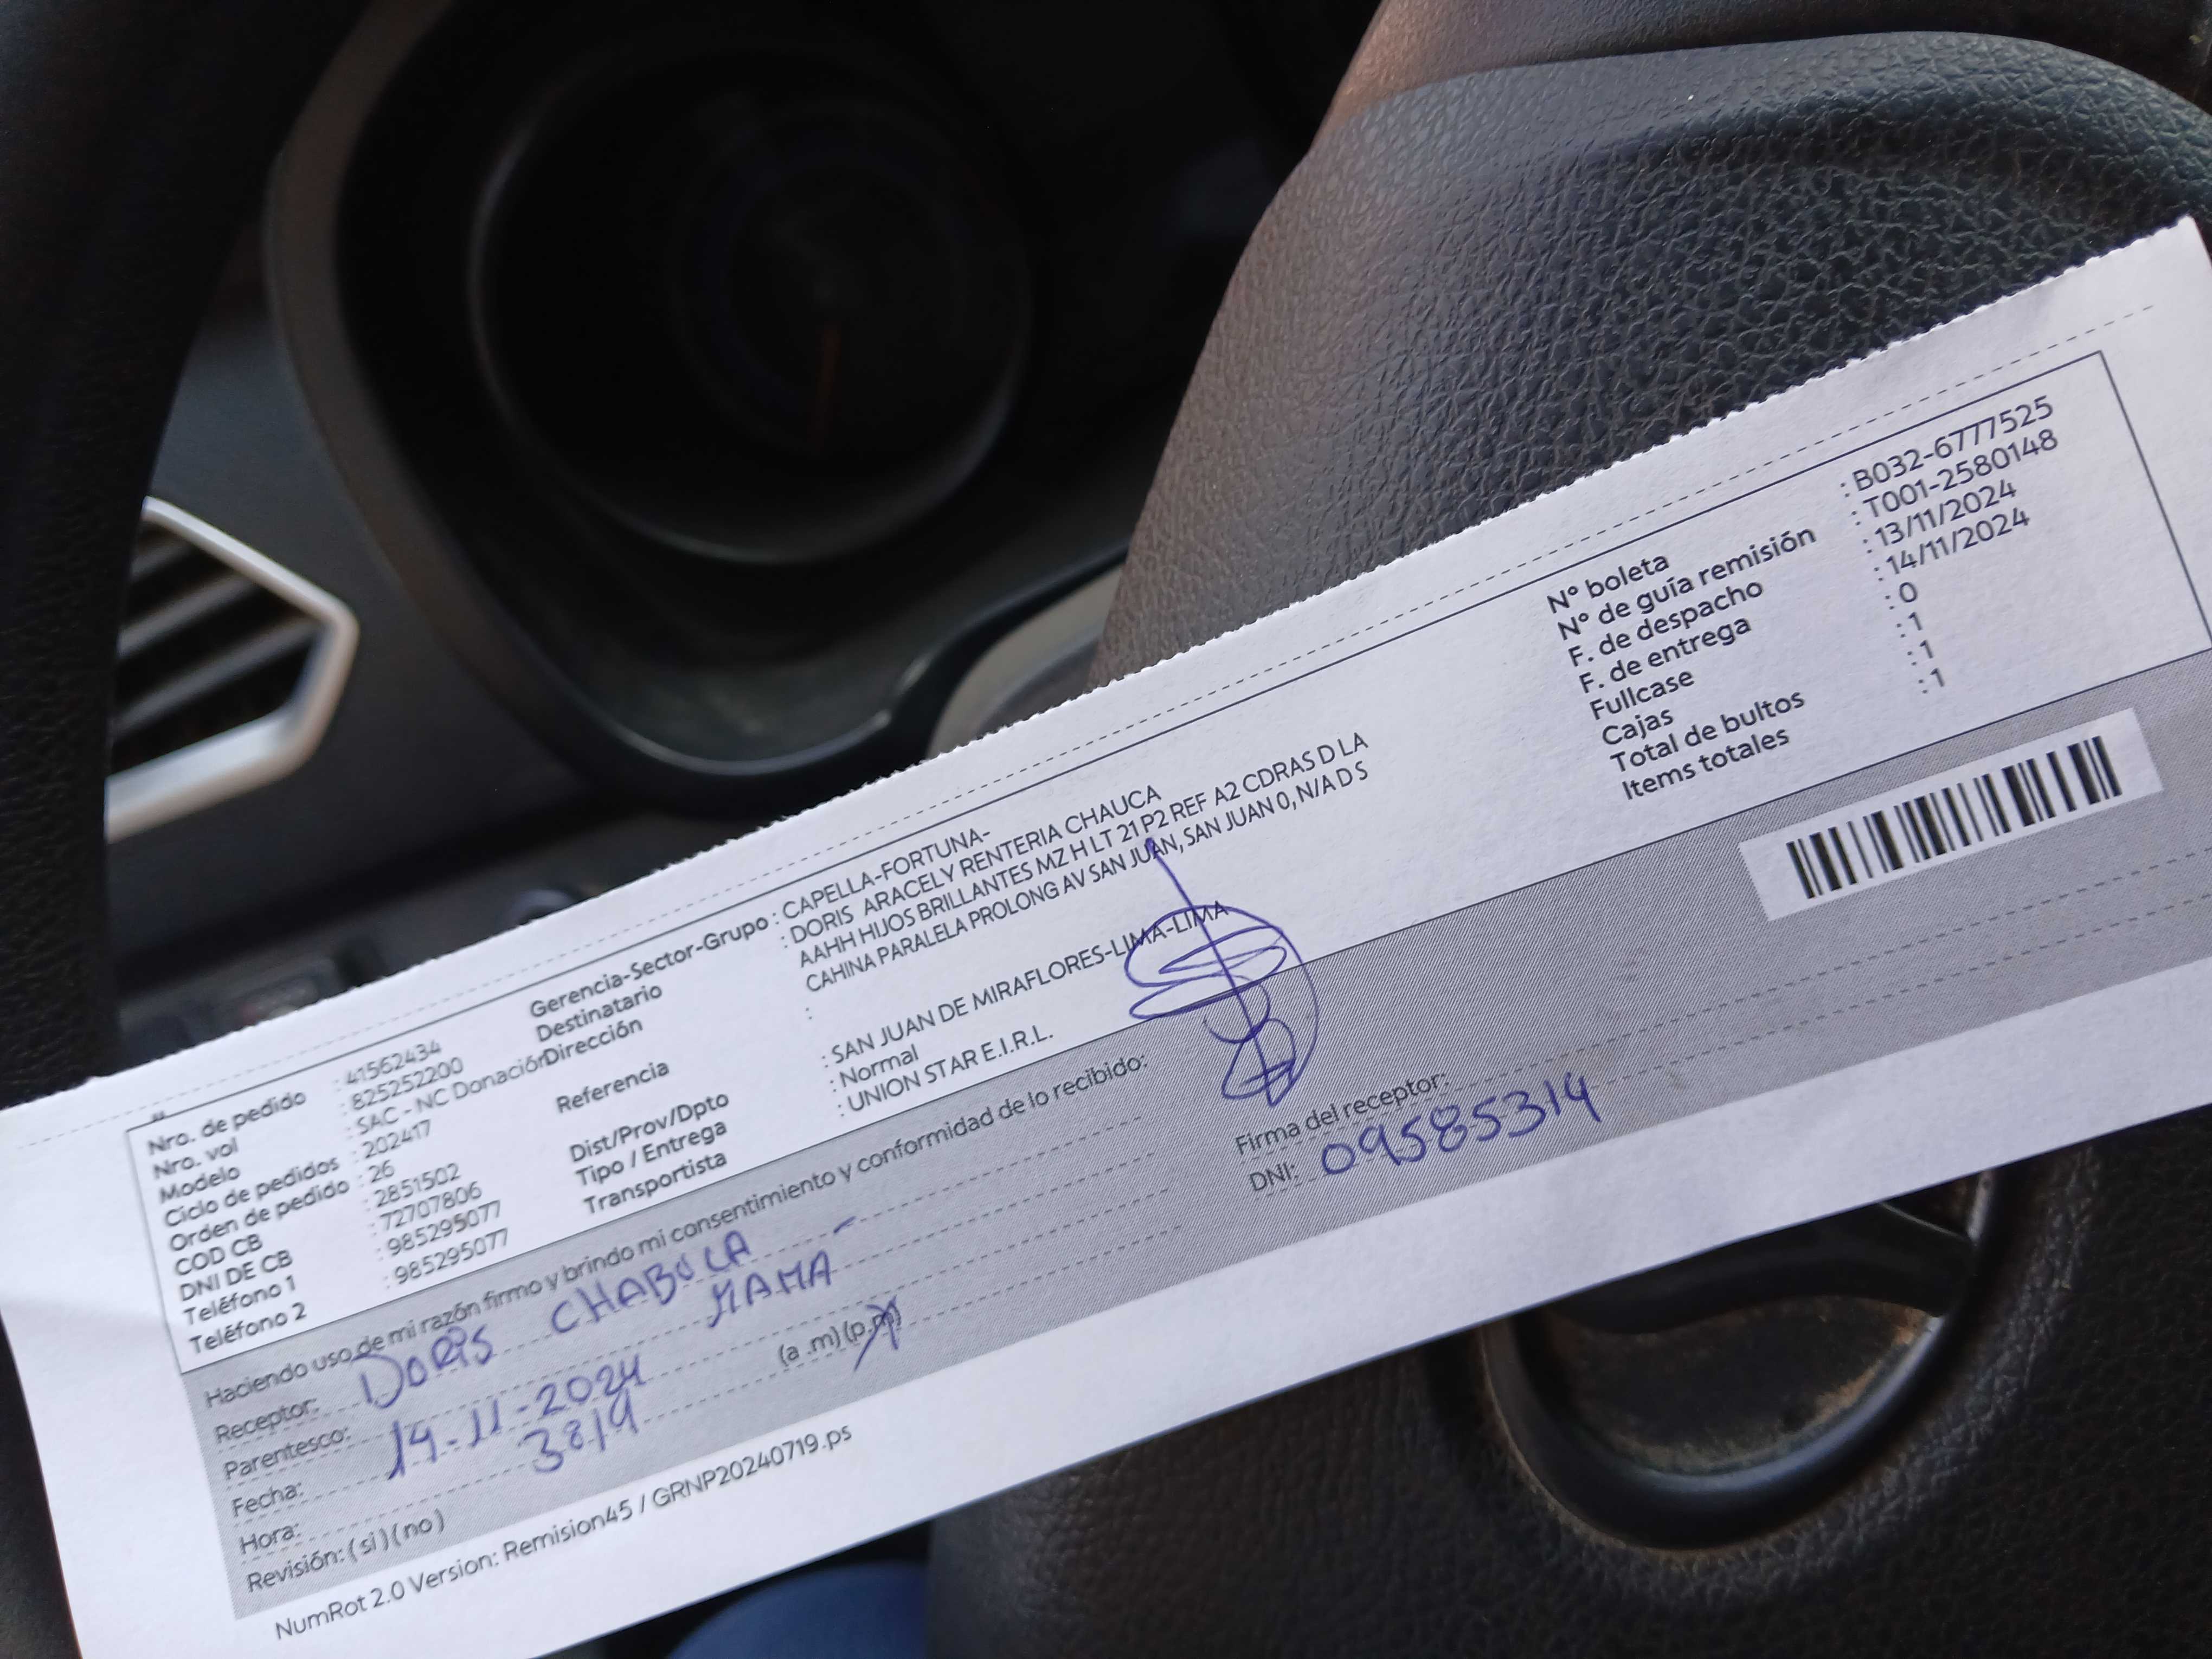 Nro. de pedido : 41562434
Nro. vol : 825252200
Modelo : SAC - NC Donación
Ciclo de pedidos : 202417
Orden de pedido : 26
COD CB : 2851502
DNI DE CB : 72707806
Teléfono 1 : 985295077
Teléfono 2 : 985295077
Gerencia-Sector-Grupo : CAPELLA-FORTUNA-
Destinatario : DORIS ARACELY RENTERIA CHAUCA
Dirección AAHH HIJOS BRILLANTES MZ H LT 21 P2 REF A2 CDRAS D LA
CAHINA PARALELA PROLONG AV SAN JUAN, SAN JUAN 0, N/A D S
Referencia :
Dist/Prov/Dpto : SAN JUAN DE MIRAFLORES-LIMA-LIMA
Tipo / Entrega : Normal
Transportista : UNION STAR E.I.R.L.
N° boleta : B032-6777525
N° de guía remisión : T001-2580148
F. de despacho : 13/11/2024
F. de entrega : 14/11/2024
Fullcase : 0
Cajas : 1
Total de bultos : 1
Items totales : 1
Haciendo uso de mi razón firmo y brindo mi consentimiento y conformidad de lo recibido:
Receptor: DORIS CHABUCA
Parentesco: MAMA
Fecha: 14-11-2024
Hora: (a .m) (p.m)
Revisión: ( si ) ( no )
Firma del receptor:
DNI: 09585314
NumRot 2.0 Version: Remision45 / GRNP20240719.ps